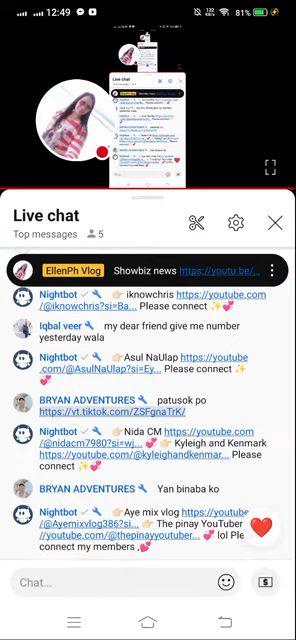 12:49
122
KB/s
81%
Live chat
Live chat
Top messages 5
EllenPh Vlog Showbiz news https://youtu.be/...
Nightbot 👉🏻 iknowchris https://youtube.com
/@iknowchris?si=Ba... Please connect ✨💞
Iqbal veer my dear friend give me number
yesterday wala
Nightbot 👉🏻Asul NaUlap https://youtube
.com/@AsulNaUlap?si=Ey... Please connect ✨
💞
BRYAN ADVENTURES patusok po
https://vt.tiktok.com/ZSFgnaTrK/
Nightbot 👉🏻Nida CM https://youtube.com/
@nidacm7980?si=wj... 💞 👉🏻 Kyleigh and Kenmark
https://youtube.com/@kyleighandkenmar... Please
connect ✨💞
BRYAN ADVENTURES Yan binaba ko
Nightbot 👉🏻Aye mix vlog https://youtube.com
/@Ayemixvlog386?si...💞 👉🏻 The pinay YouTuber
//youtube.com/@thepinayyoutuber... 💞 lol Please
connect my members ,💞
Chat...